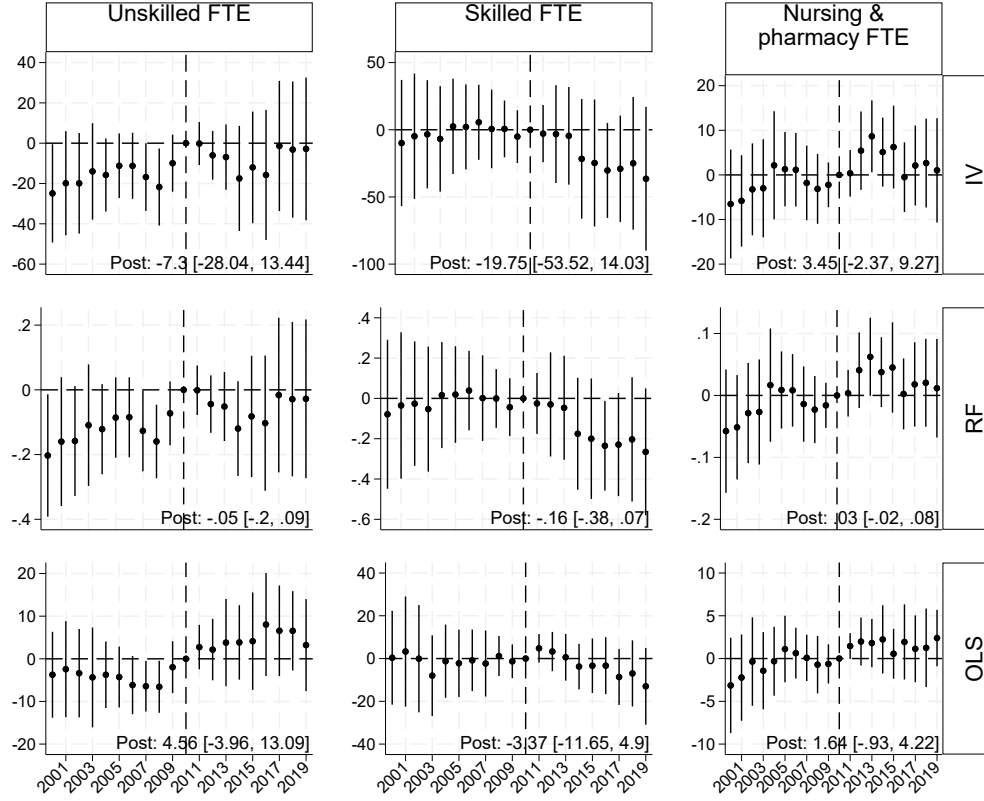 Unskilled FTE
Skilled FTE
Nursing &
pharmacy FTE
40
20
0
-20
-40
-60
Post: -7.3 [-28.04, 13.44]
50
0
-50
-100
Post: -19.75 [-53.52, 14.03]
20
10
0
-10
-20
Post: 3.45 [-2.37, 9.27]
IV
.2
0
-.2
-.4
Post: -.05 [-.2, .09]
.4
.2
0
-.2
-.4
-.6
Post: -.16 [-.38, .07]
.1
0
-.1
-.2
Post: .03 [-.02, .08]
RF
20
10
0
-10
-20
Post: 4.56 [-3.96, 13.09]
2001 2003 2005 2007 2009 2011 2013 2015 2017 2019
40
20
0
-20
-40
Post: -3.37 [-11.65, 4.9]
2001 2003 2005 2007 2009 2011 2013 2015 2017 2019
10
5
0
-5
-10
Post: 1.64 [-.93, 4.22]
2001 2003 2005 2007 2009 2011 2013 2015 2017 2019
OLS